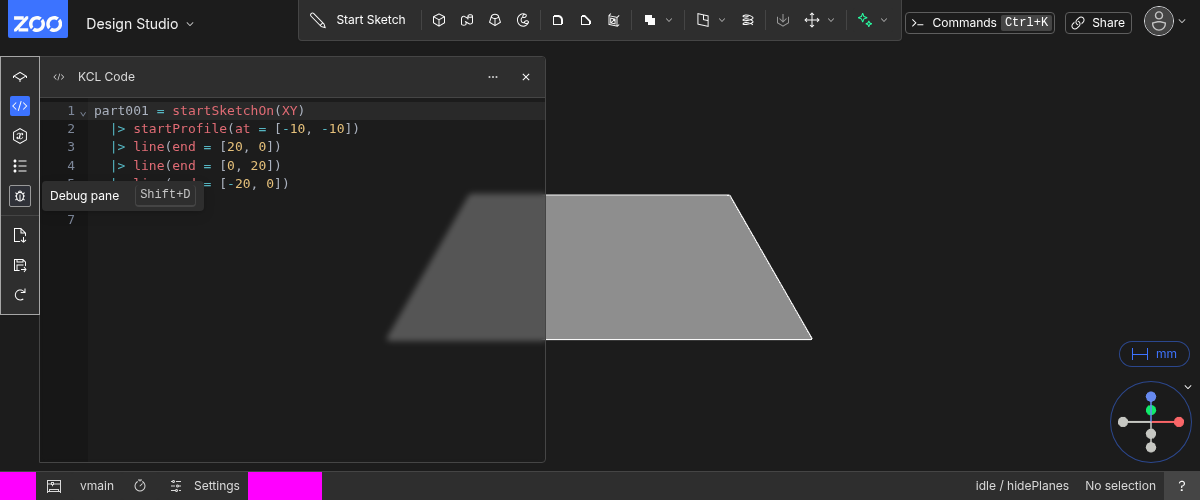 ZOO Design Studio Start Sketch Commands Ctrl+K Share
KCL Code
1 part001 = startSketchOn(XY)
2 |> startProfile(at = [-10, -10])
3 |> line(end = [20, 0])
4 |> line(end = [0, 20])
= [-20, 0])
Debug pane Shift+D
7
mm
vmain Settings idle / hidePlanes No selection ?